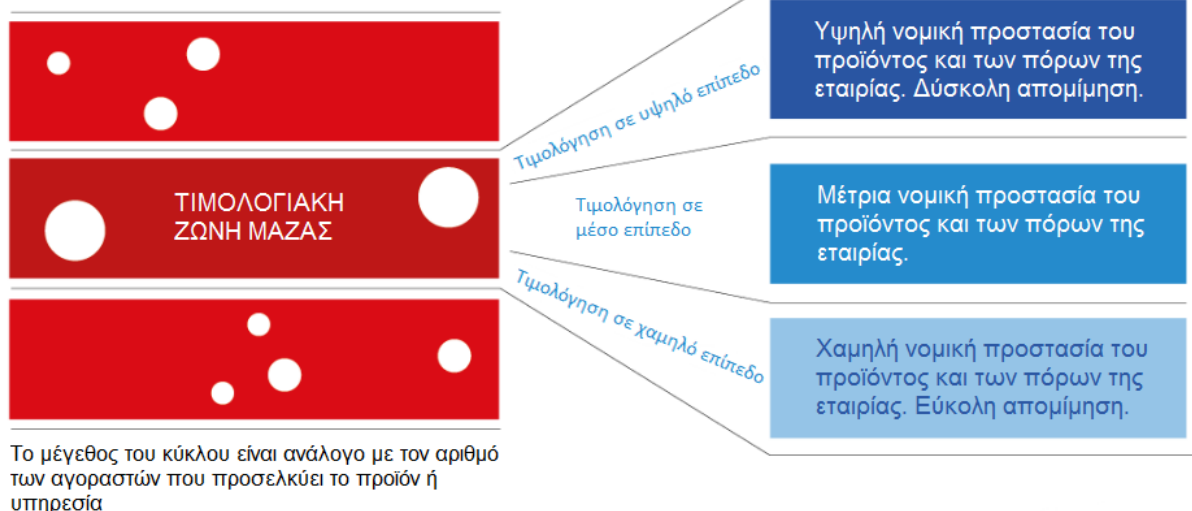 Υψηλή νομική προστασία του
προϊόντος και των πόρων της
εταιρίας. Δύσκολη απομίμηση.
Τιμολόγηση σε υψηλό επίπεδο
ΤΙΜΟΛΟΓΙΑΚΗ
ΖΩΝΗ ΜΑΖΑΣ
Τιμολόγηση σε
μέσο επίπεδο
Μέτρια νομική προστασία του
προϊόντος και των πόρων της
εταιρίας.
Τιμολόγηση σε χαμηλό επίπεδο
Χαμηλή νομική προστασία του
προϊόντος και των πόρων της
εταιρίας. Εύκολη απομίμηση.
Το μέγεθος του κύκλου είναι ανάλογο με τον αριθμό
των αγοραστών που προσελκύει το προϊόν ή
υπηρεσία